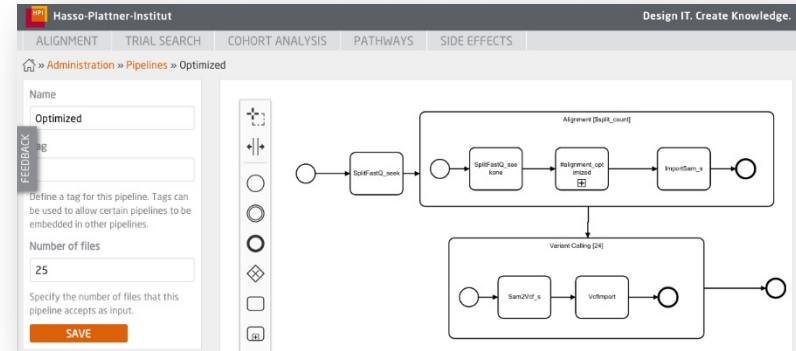 HPI Hasso-Plattner-Institut
Design IT. Create Knowledge.
ALIGNMENT TRIAL SEARCH COHORT ANALYSIS PATHWAYS SIDE EFFECTS
» Administration » Pipelines » Optimized
Name
Optimized
FEEDBACK
ag
Define a tag for this pipeline. Tags can
be used to allow certain pipelines to be
embedded in other pipelines.
Number of files
25
Specify the number of files that this
pipeline accepts as input.
SAVE
SplitFastQ_seek
Alignment [$split_count]
SplitFastQ_see
kone
#alignment_opt
imized
ImportSam_s
Variant Calling [24]
Sam2Vcf_s
VcfImport